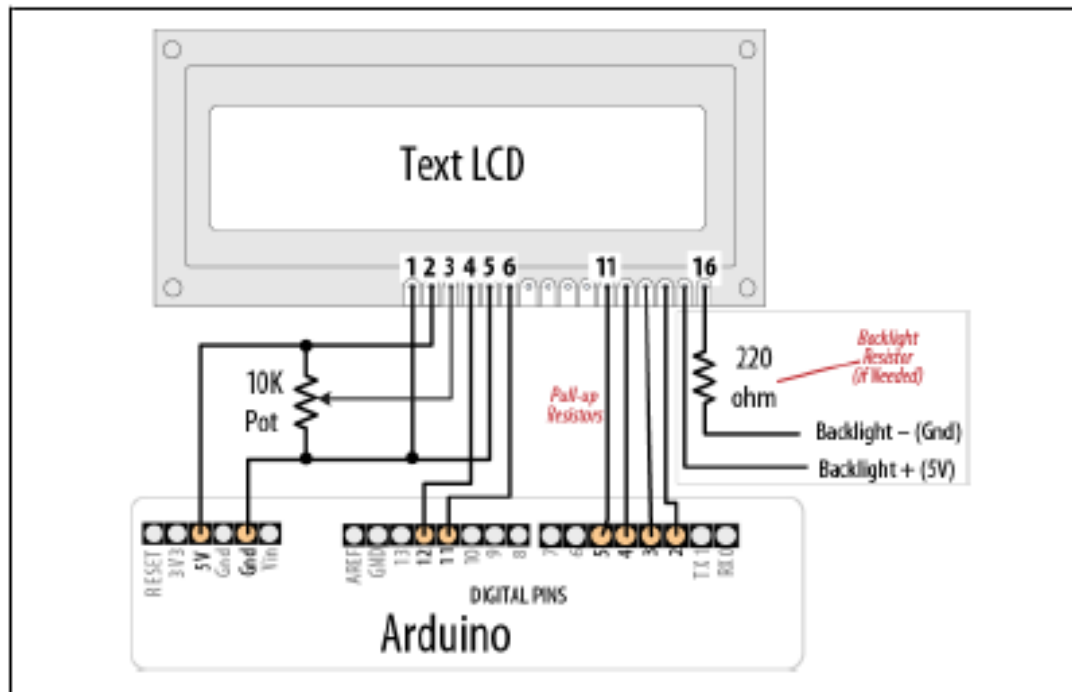 Text LCD
1 2 3 4 5 6 11 16
10K
Pot
Pull-up
Resistors
220
ohm
Backlight
Resistor
(if Needed)
Backlight – (Gnd)
Backlight + (5V)
RESET
3V3
5V
Gnd
Gnd
Vin
AREF
GND
13
12
11
10
9
8
7
6
5
4
3
2
TX 1
RX 0
DIGITAL PINS
Arduino